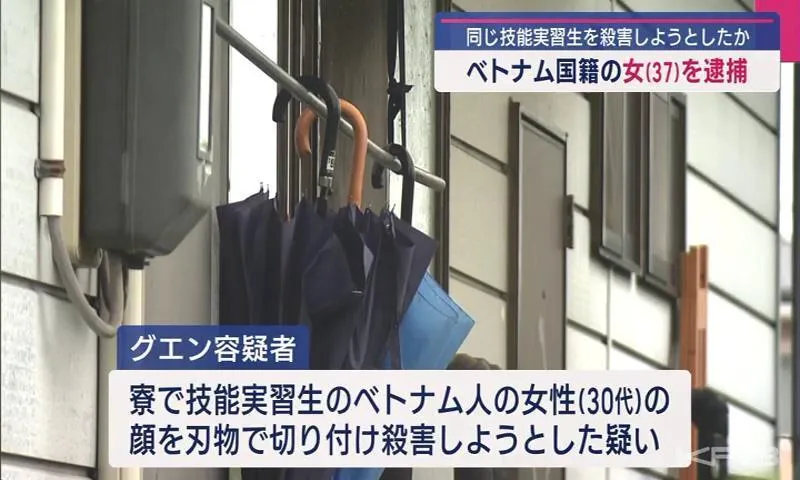 同じ技能実習生を殺害しようとしたか
ベトナム国籍の女(37)を逮捕
グエン容疑者
寮で技能実習生のベトナム人の女性(30代)の
顔を刃物で切り付け殺害しようとした疑い